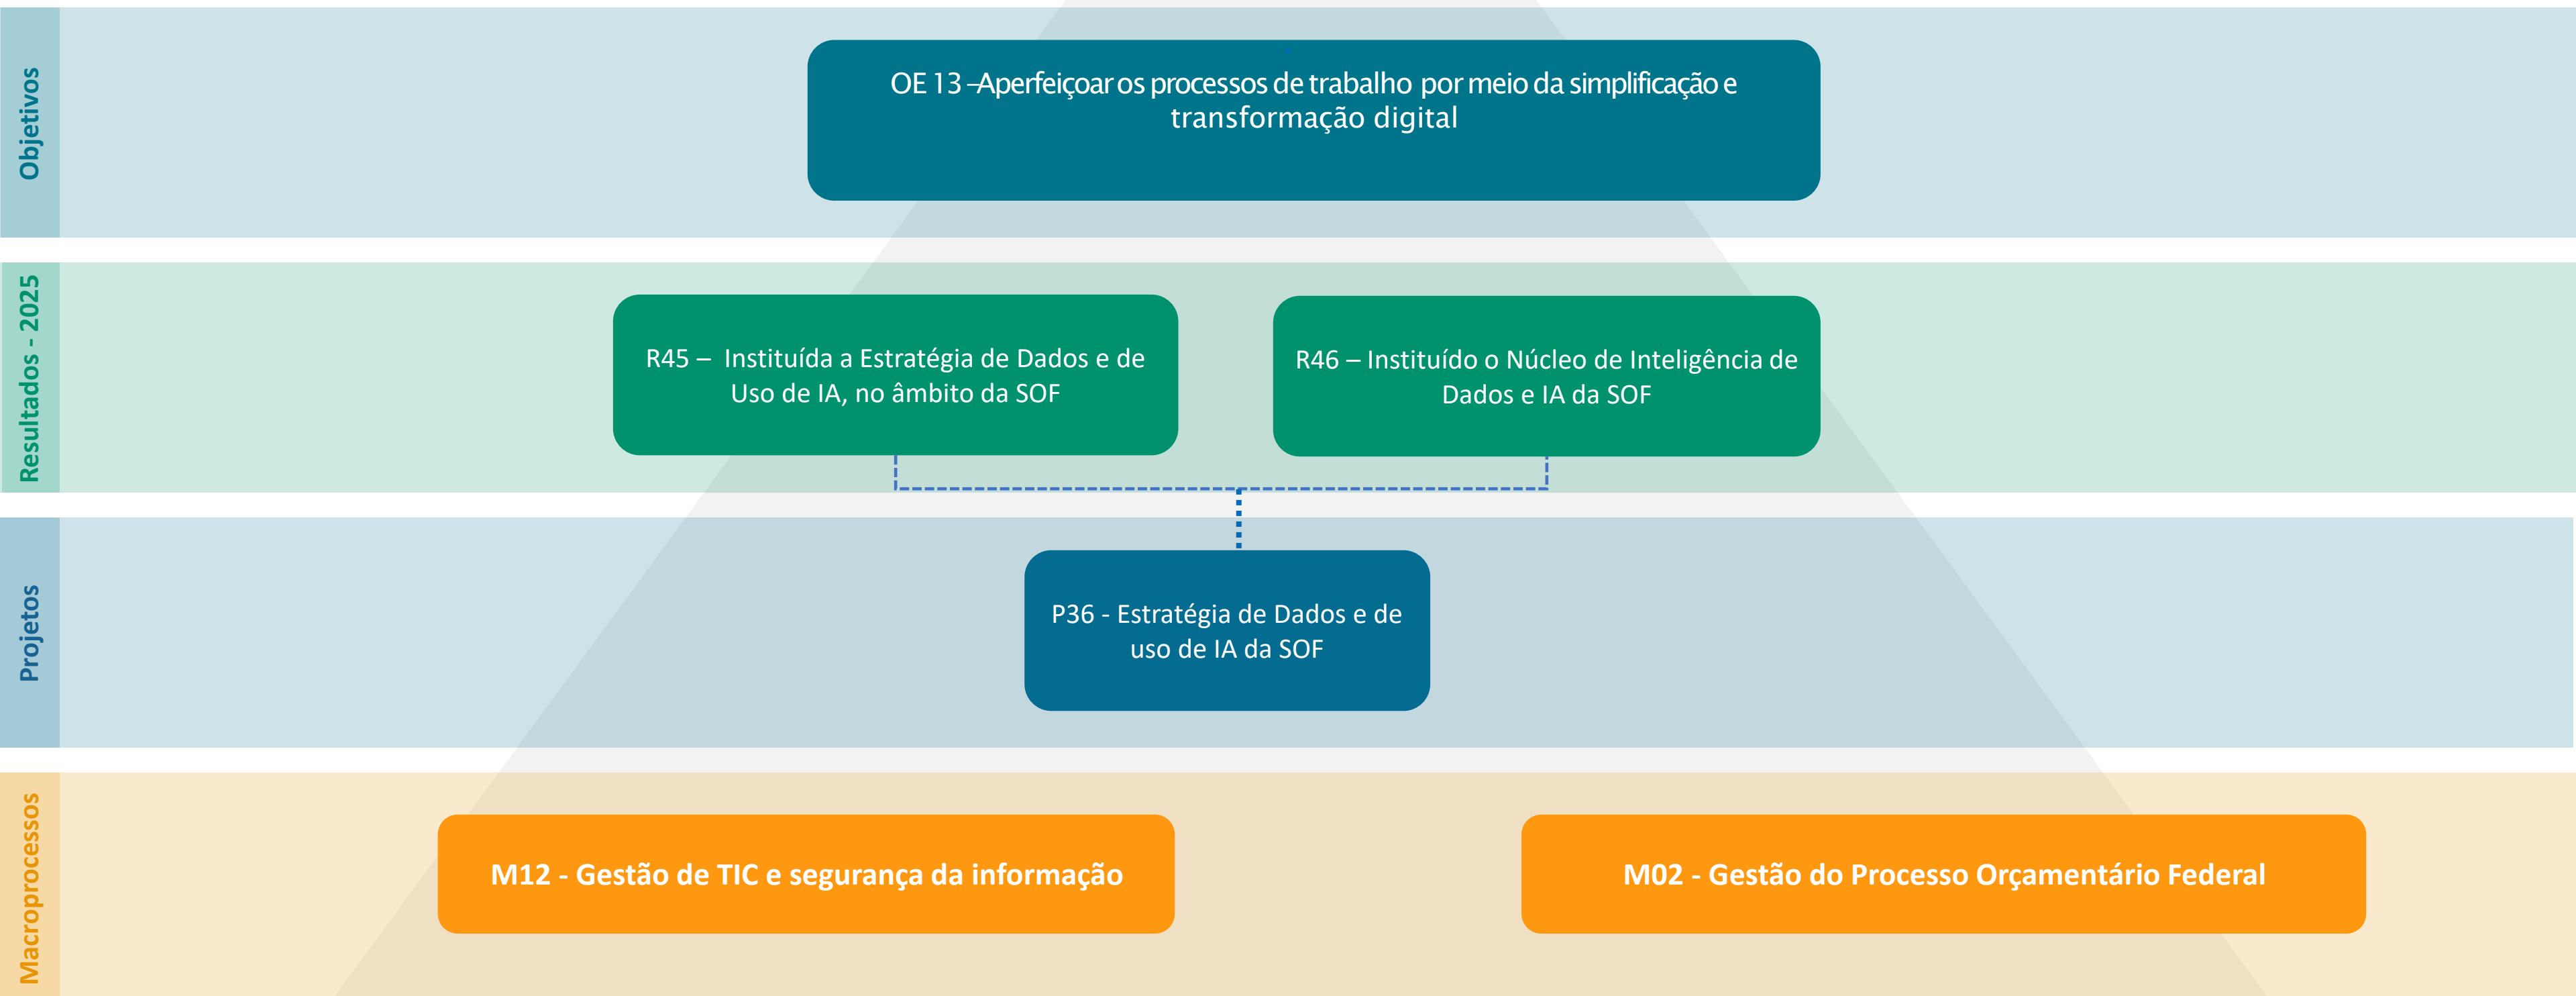 Objetivos
OE 13 –Aperfeiçoar os processos de trabalho por meio da simplificação e
transformação digital
Resultados - 2025
R45 – Instituída a Estratégia de Dados e de
Uso de IA, no âmbito da SOF
R46 – Instituído o Núcleo de Inteligência de
Dados e IA da SOF
Projetos
P36 - Estratégia de Dados e de
uso de IA da SOF
Macroprocessos
M12 - Gestão de TIC e segurança da informação
M02 - Gestão do Processo Orçamentário Federal